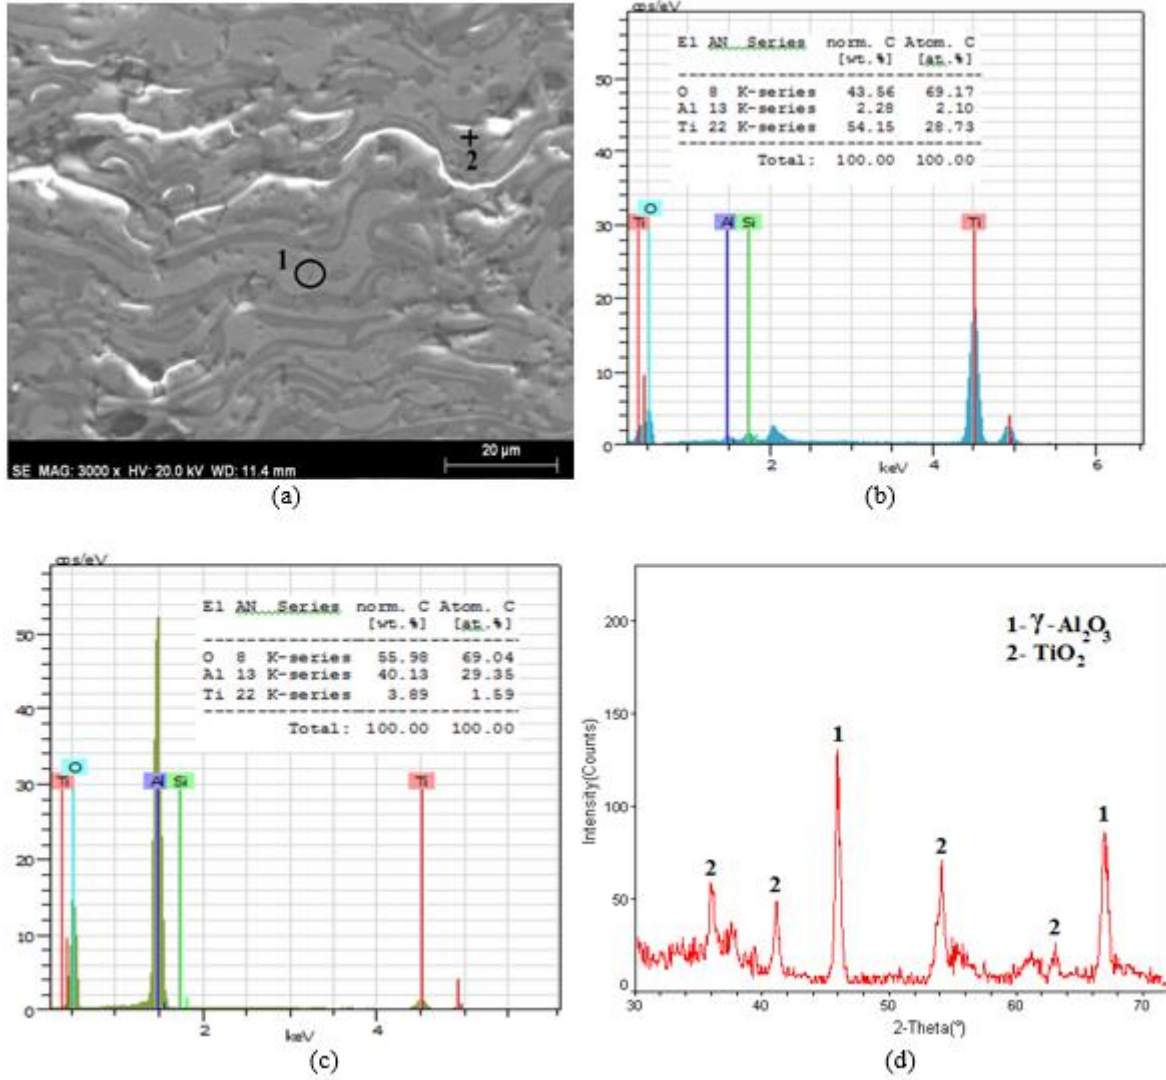 2
1
20 µm
SE MAG: 3000 x HV: 20.0 kV WD: 11.4 mm
(a)
cps/eV
El AN Series norm. C Atom. C
[wt.%] [at.%]
O 8 K-series 43.56 69.17
Al 13 K-series 2.28 2.10
Ti 22 K-series 54.15 28.73
Total: 100.00 100.00
50
40
30
20
10
0
Ti O Al Si Ti
2 4 6
keV
(b)
cps/eV
El AN Series norm. C Atom. C
[wt.%] [at.%]
O 8 K-series 55.98 69.04
Al 13 K-series 40.13 29.35
Ti 22 K-series 3.89 1.59
Total: 100.00 100.00
50
40
30
20
10
0
Ti O Al Si Ti
2 4
keV
(c)
1- γ - Al₂O₃
2- TiO₂
200
150
100
50
0
Intensity(Counts)
2 2 1 2 2 1
30 40 50 60 70
2-Theta(°)
(d)